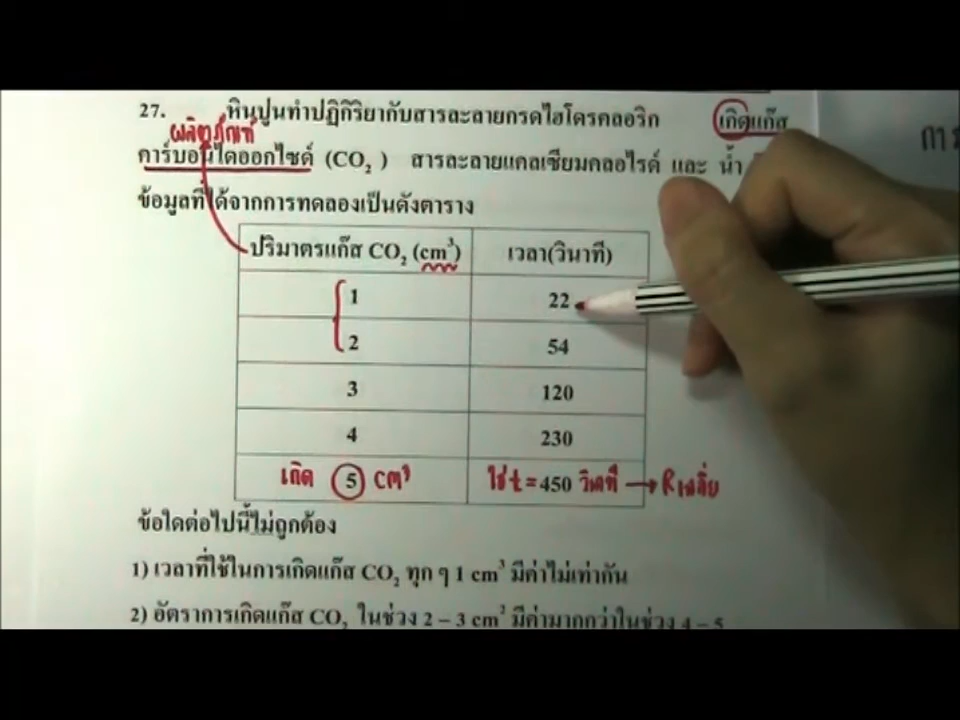 27. หินปูนทำปฏิกิริยากับสารละลายกรดไฮโดรคลอริก เกิดแก๊ส
ผลิตภัณฑ์
การ์บอนไดออกไซด์ (CO2 ) สารละลายแคลเซียมคลอไรด์ และ น้ำ
ข้อมูลที่ได้จากการทดลองเป็นดังตาราง
ปริมาตรแก๊ส CO2 (cm3) เวลา(วินาที)
1 22
2 54
3 120
4 230
เกิด 5 cm3 ใช้ t = 450 วินาที → Rเฉลี่ย
ข้อใดต่อไปนี้ไม่ถูกต้อง
1) เวลาที่ใช้ในการเกิดแก๊ส CO2 ทุก ๆ 1 cm3 มีค่าไม่เท่ากัน
2) อัตราการเกิดแก๊ส CO2 ในช่วง 2 – 3 cm3 มีค่ามากกว่าในช่วง 4 – 5